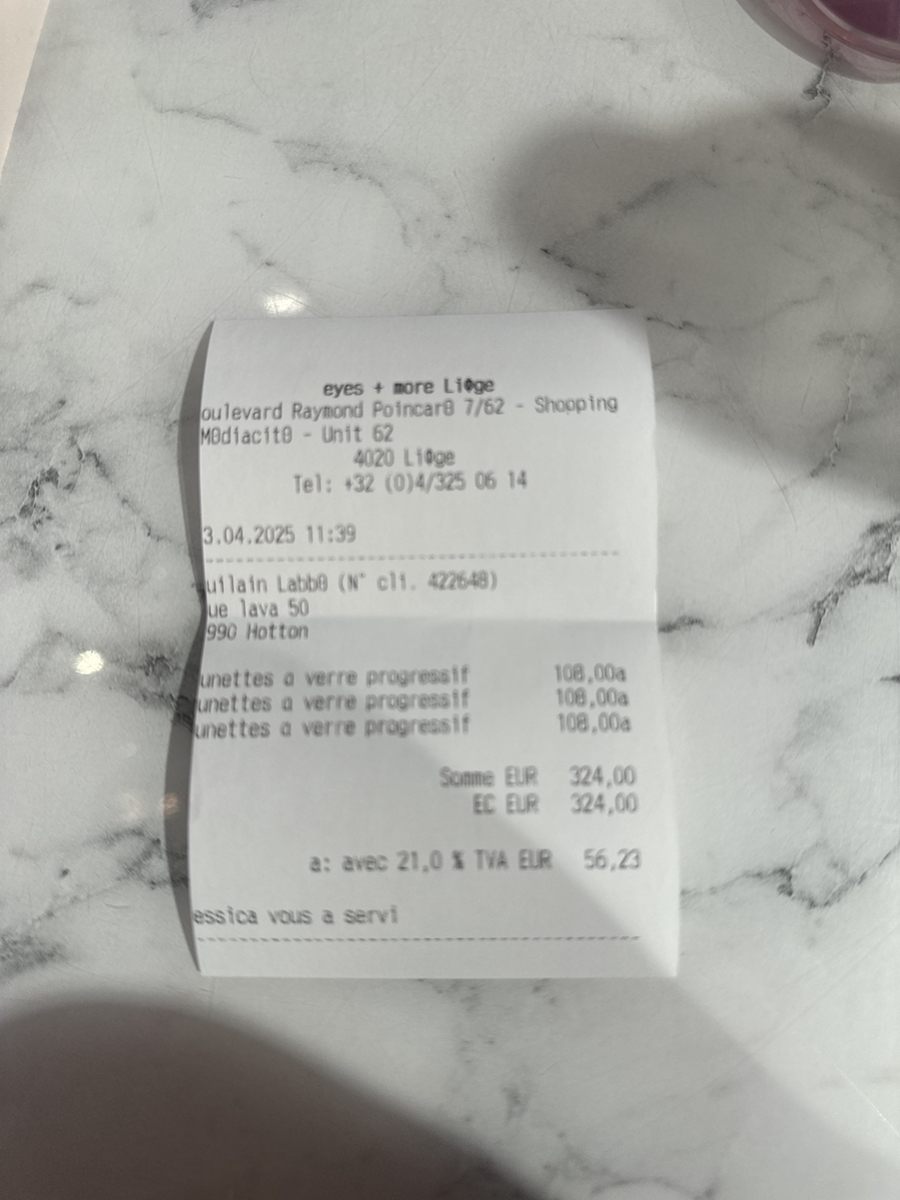 eyes + more Li�ge
oulevard Raymond Poincar0 7/62 - Shopping
M0diacit0 - Unit 62
4020 Li�ge
Tel: +32 (0)4/325 06 14
3.04.2025 11:39
uilain Labb0 (N° cli. 422648)
ue lava 50
990 Hotton
unettes a verre progressif 108,00a
unettes a verre progressif 108,00a
unettes a verre progressif 108,00a
Somme EUR 324,00
EC EUR 324,00
a: avec 21,0 % TVA EUR 56,23
essica vous a servi